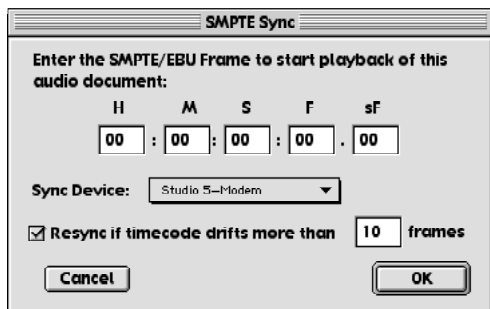 SMPTE Sync
Enter the SMPTE/EBU Frame to start playback of this
audio document:
H M S F sF
00 : 00 : 00 : 00 . 00
Sync Device: Studio 5–Modem
Resync if timecode drifts more than 10 frames
Cancel OK